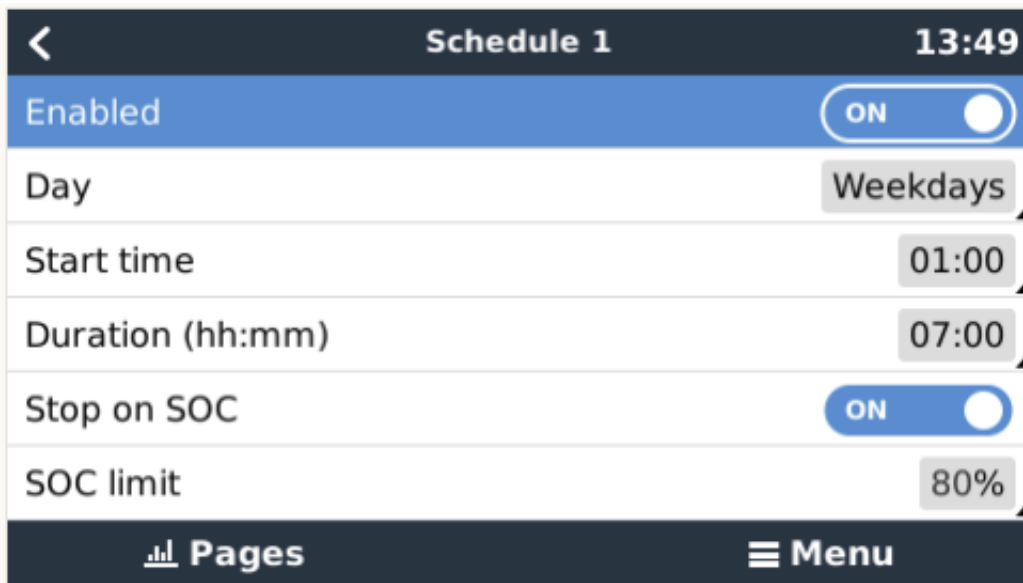 Schedule 1 13:49
Enabled ON
Day Weekdays
Start time 01:00
Duration (hh:mm) 07:00
Stop on SOC ON
SOC limit 80%
Pages Menu